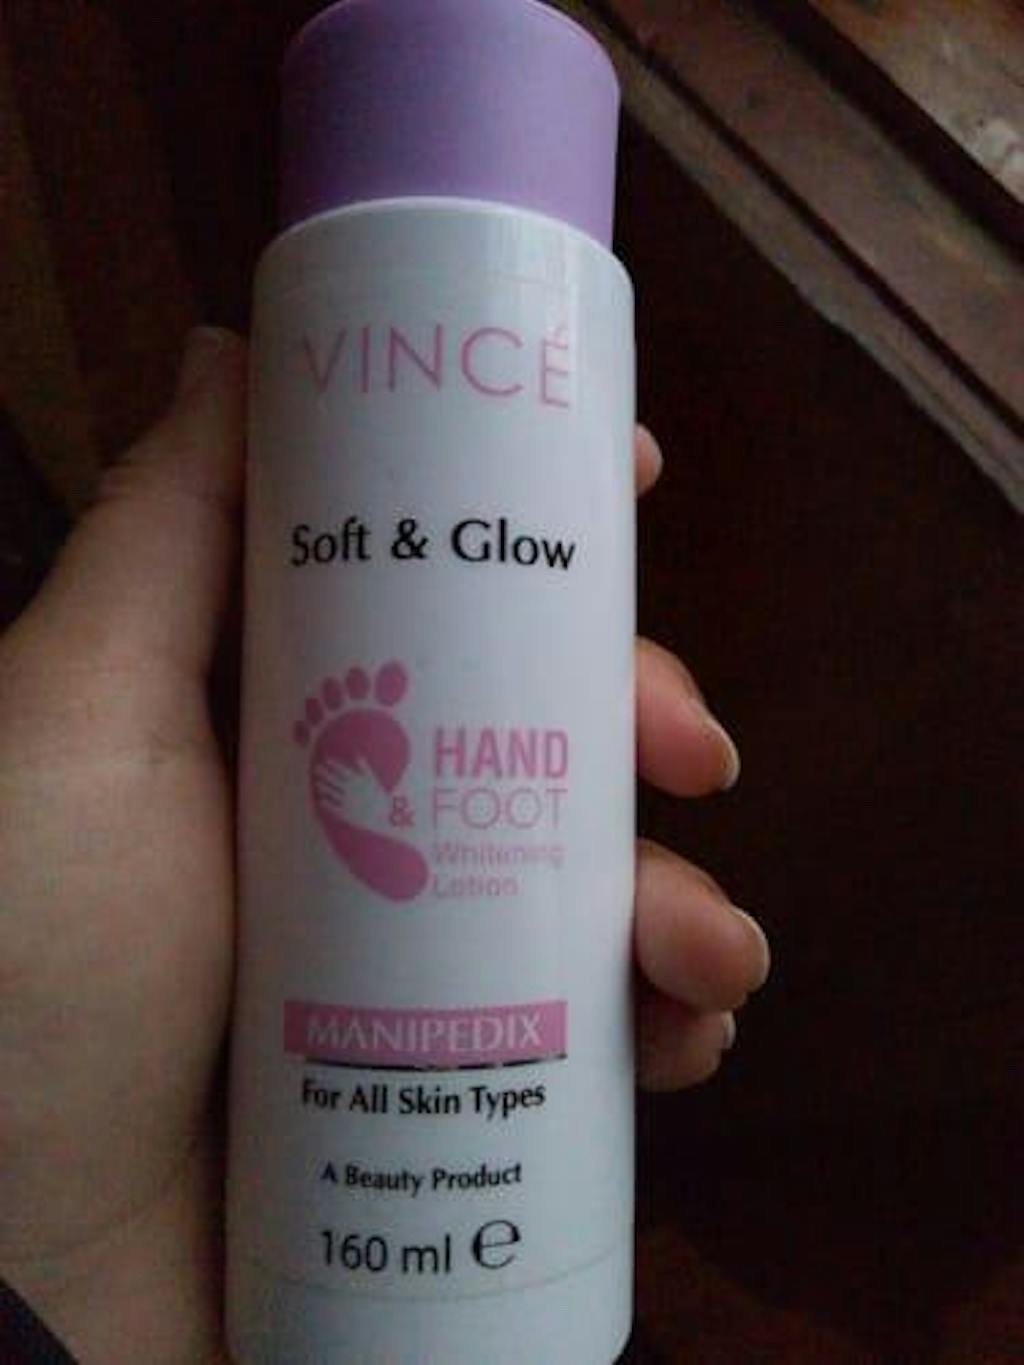 VINCÉ
Soft & Glow
HAND
& FOOT
Whitening
Lotion
MANIPEDIX
For All Skin Types
A Beauty Product
160 ml ℮